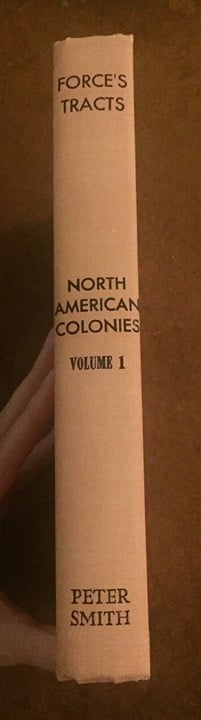 FORCE'S
TRACTS
NORTH
AMERICAN
COLONIES
VOLUME 1
PETER
SMITH